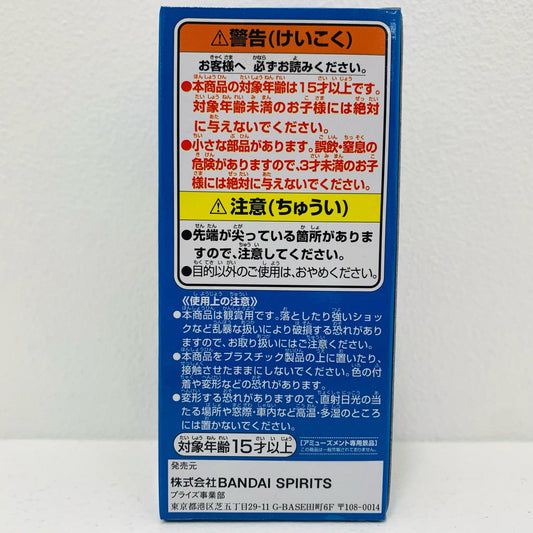 ⚠警告(けいこく)
お客様へ 必ずお読みください。
●本商品の対象年齢は15才以上です。
対象年齢未満のお子様には絶対
に与えないでください。
●小さな部品があります。誤飲・窒息の
危険がありますので、3才未満のお子
様には絶対に与えないでください。
⚠注意(ちゅうい)
●先端が尖っている箇所がありま
すので、注意してください。
●目的以外のご使用は、おやめください。
《使用上の注意》
●本商品は観賞用です。落としたり強いショッ
クなど乱暴な扱いにより破損する恐れがあり
ますので、お取り扱いにはご注意ください。
●本商品をプラスチック製品の上に置いたり、
接触させたままにしないでください。色の付
着や変形などの恐れがあります。
●変形する恐れがありますので、直射日光の当
たる場所や窓際・車内など高温・多湿のところ
には置かないでください。
対象年齢15才以上
【アミューズメント専用景品】
この商品は一般市販されておりません。
発売元
株式会社BANDAI SPIRITS
プライズ事業部
東京都港区芝五丁目29-11 G-BASE田町6F 〒108-0014